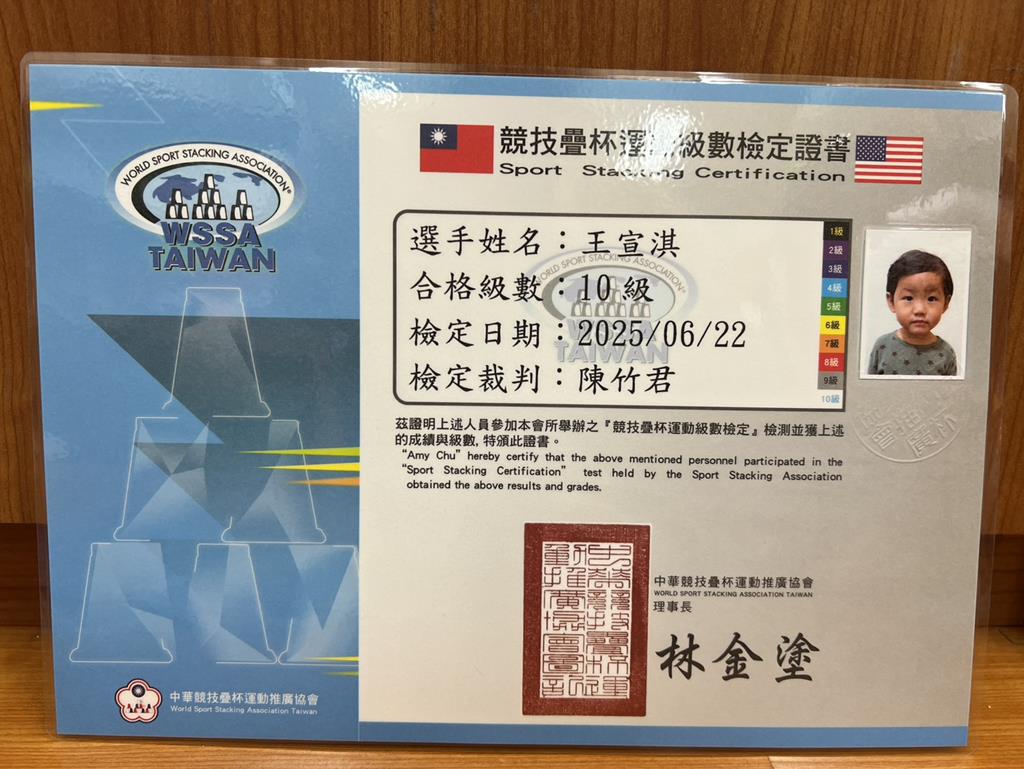 WORLD SPORT STACKING ASSOCIATION®
WSSA
TAIWAN
競技疊杯運動級數檢定證書
Sport Stacking Certification
選手姓名：王宣淇
合格級數：10級
檢定日期：2025/06/22
檢定裁判：陳竹君
1級
2級
3級
4級
5級
6級
7級
8級
9級
10級
WORLD SPORT STACKING ASSOCIATION
TAIWAN
茲證明上述人員參加本會所舉辦之『競技疊杯運動級數檢定』檢測並獲上述
的成績與級數,特頒此證書。
“Amy Chu” hereby certify that the above mentioned personnel participated in the
“Sport Stacking Certification” test held by the Sport Stacking Association
obtained the above results and grades.
中華競技疊杯運動推廣協會
WORLD SPORT STACKING ASSOCIATION TAIWAN
理事長
林金塗
中華競技疊杯運動推廣協會
World Sport Stacking Association Taiwan